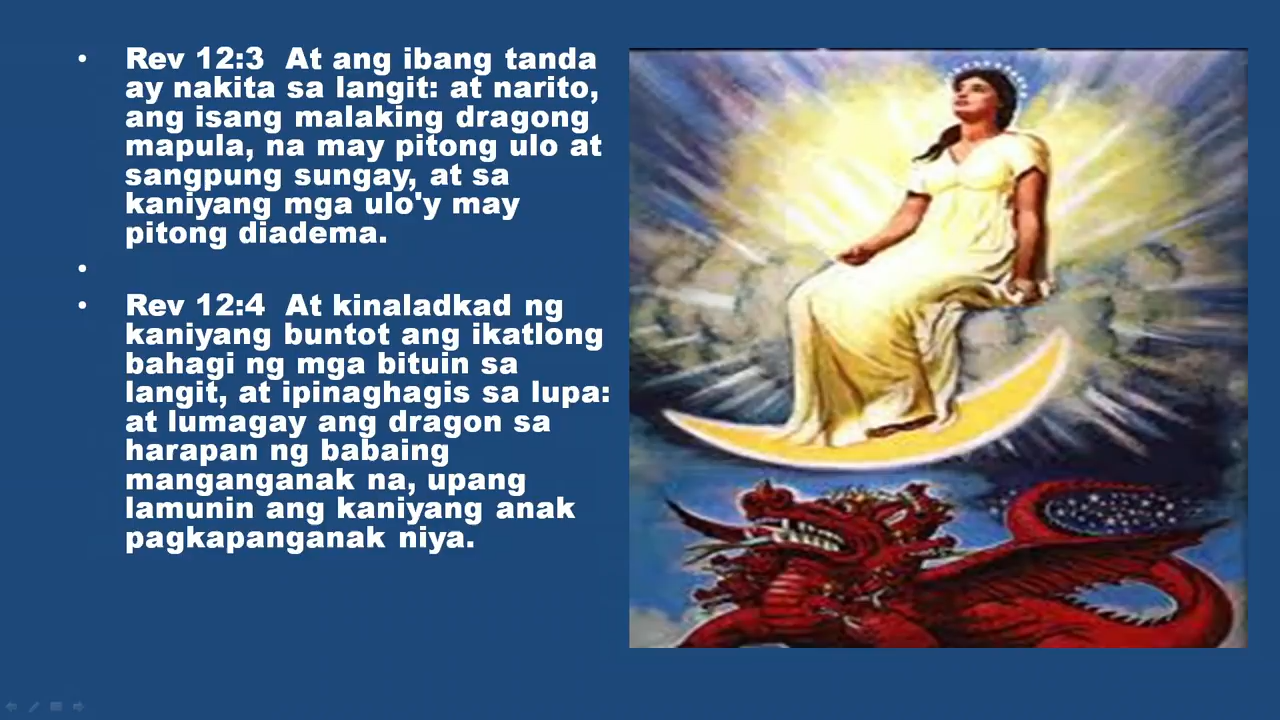 • Rev 12:3  At ang ibang tanda
ay nakita sa langit: at narito,
ang isang malaking dragong
mapula, na may pitong ulo at
sangpung sungay, at sa
kaniyang mga ulo'y may
pitong diadema.
•
• Rev 12:4  At kinaladkad ng
kaniyang buntot ang ikatlong
bahagi ng mga bituin sa
langit, at ipinaghagis sa lupa:
at lumagay ang dragon sa
harapan ng babaing
manganganak na, upang
lamunin ang kaniyang anak
pagkapanganak niya.